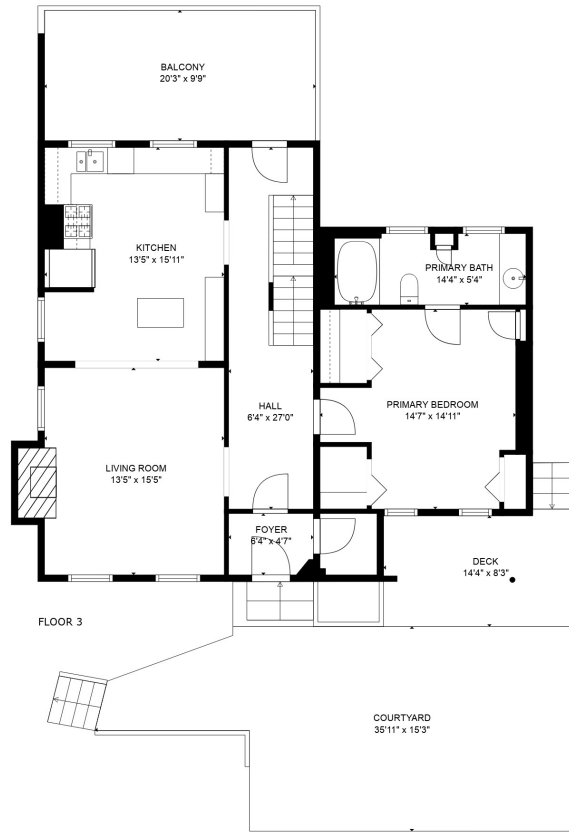 BALCONY
20'3" x 9'9"
KITCHEN
13'5" x 15'11"
PRIMARY BATH
14'4" x 5'4"
HALL
6'4" x 27'0"
PRIMARY BEDROOM
14'7" x 14'11"
LIVING ROOM
13'5" x 15'5"
FOYER
6'4" x 4'7"
DECK
14'4" x 8'3"
FLOOR 3
COURTYARD
35'11" x 15'3"